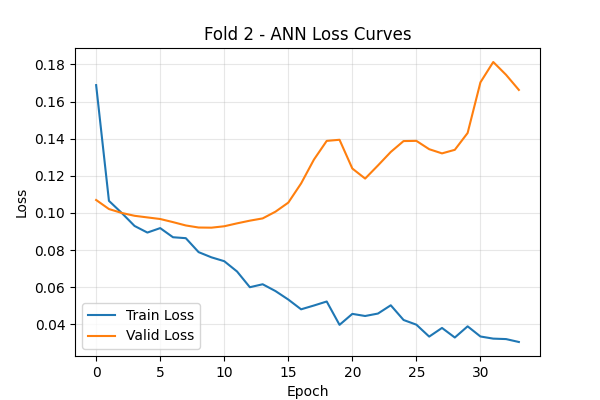 Fold 2 - ANN Loss Curves
Loss
0.18
0.16
0.14
0.12
0.10
0.08
0.06
0.04
Train Loss
Valid Loss
0 5 10 15 20 25 30
Epoch